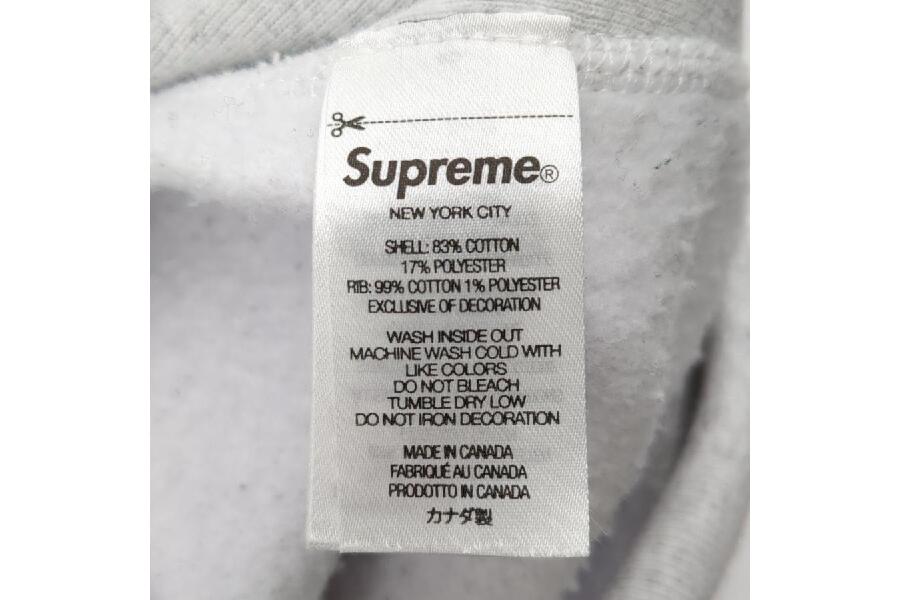 Supreme®
NEW YORK CITY
SHELL: 83% COTTON
17% POLYESTER
RIB: 99% COTTON 1% POLYESTER
EXCLUSIVE OF DECORATION
WASH INSIDE OUT
MACHINE WASH COLD WITH
LIKE COLORS
DO NOT BLEACH
TUMBLE DRY LOW
DO NOT IRON DECORATION
MADE IN CANADA
FABRIQUÉ AU CANADA
PRODOTTO IN CANADA
カナダ製